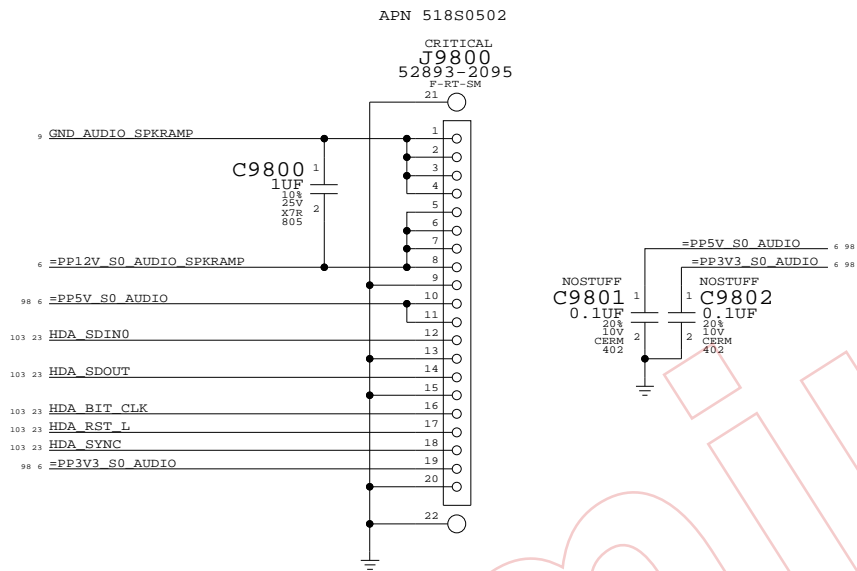 APN 518S0502
CRITICAL
J9800
52893-2095
F-RT-SM
21
9 GND_AUDIO_SPKRAMP 1
2
3
4
C9800 1
1UF
10%
25V
X7R 2
805
5
6
7
6 =PP12V_S0_AUDIO_SPKRAMP 8
9
98 6 =PP5V_S0_AUDIO 10
11
103 23 HDA_SDIN0 12
13
103 23 HDA_SDOUT 14
15
103 23 HDA_BIT_CLK 16
103 23 HDA_RST_L 17
103 23 HDA_SYNC 18
98 6 =PP3V3_S0_AUDIO 19
20
22
=PP5V_S0_AUDIO 6 98
=PP3V3_S0_AUDIO 6 98
NOSTUFF
C9801 1
0.1UF
20%
10V 2
CERM
402
NOSTUFF
1 C9802
0.1UF
20%
2 10V
CERM
402